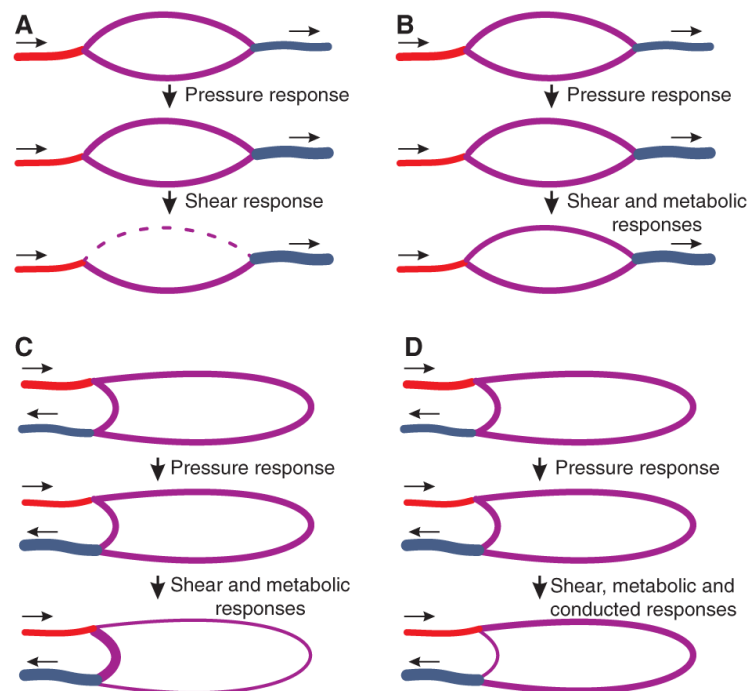 A
Pressure response
Shear response
B
Pressure response
Shear and metabolic
responses
C
Pressure response
Shear and metabolic
responses
D
Pressure response
Shear, metabolic and
conducted responses